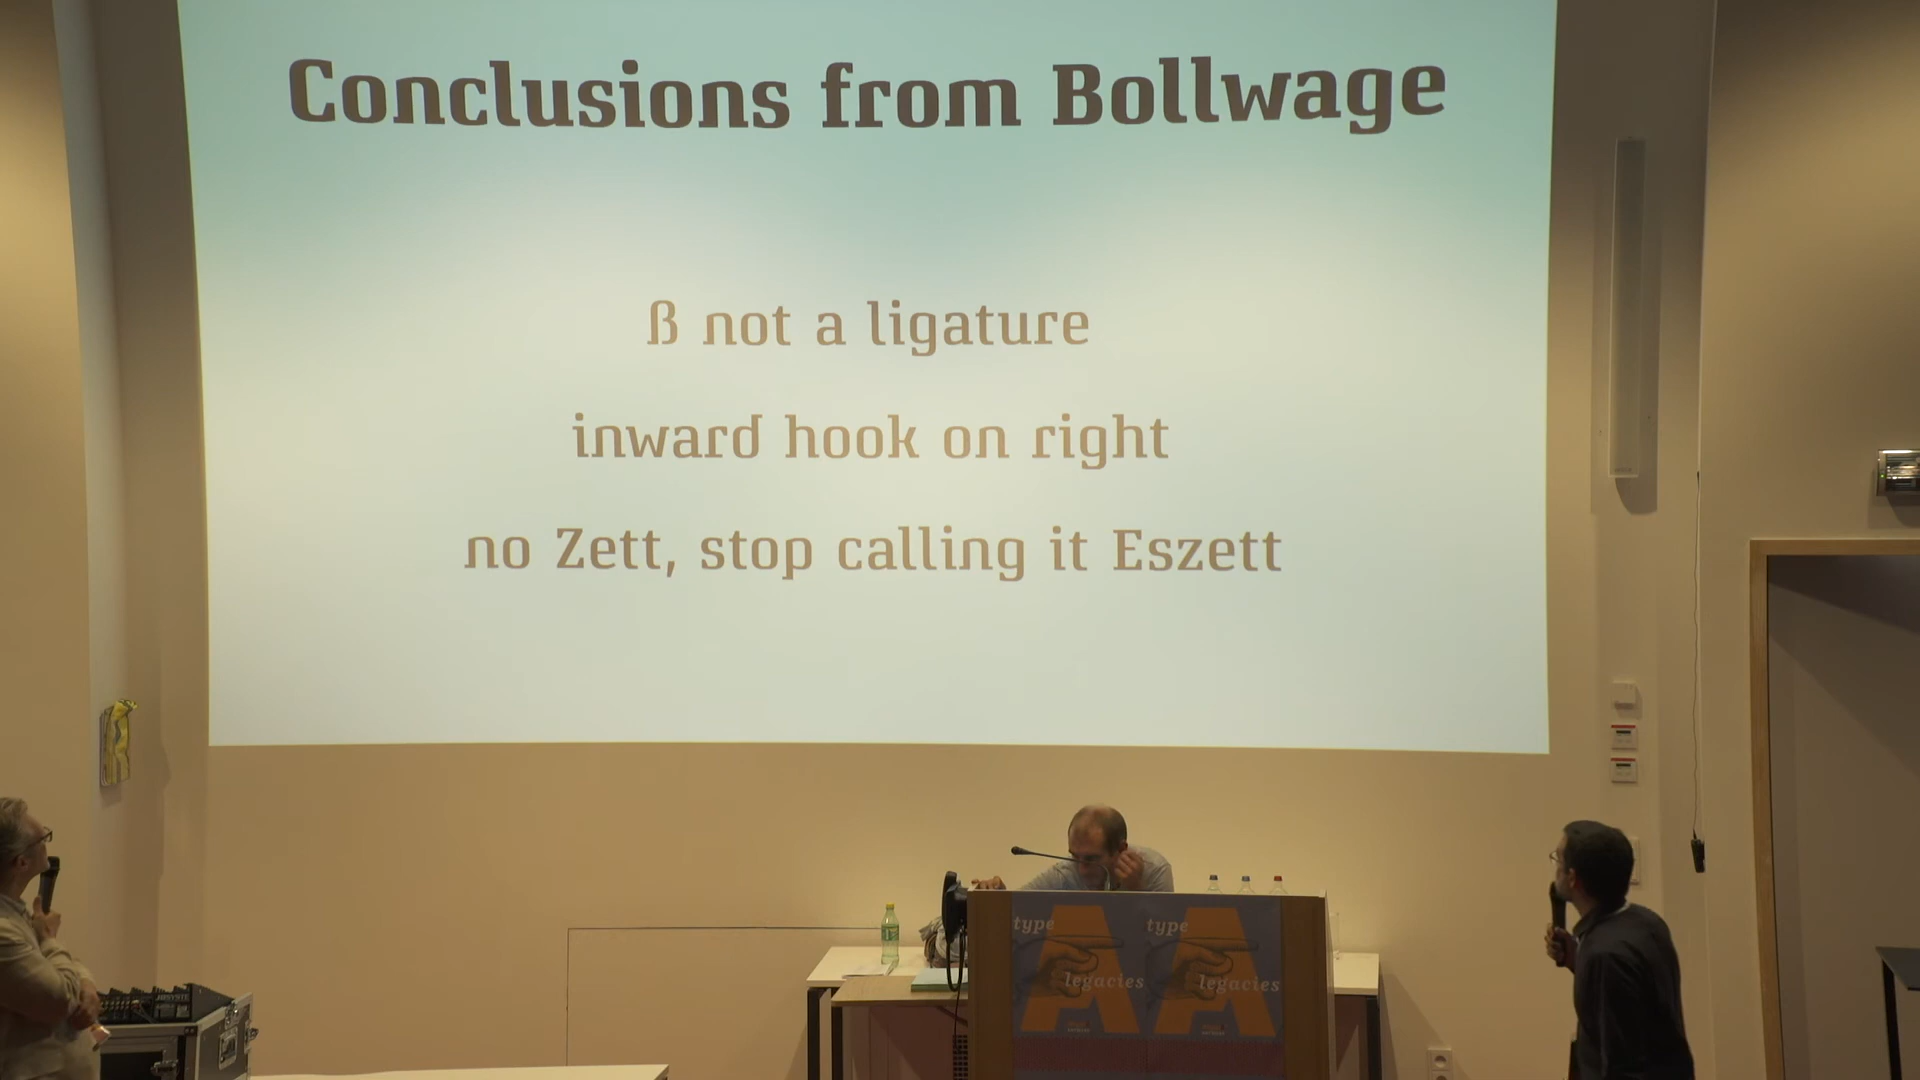 Conclusions from Bollwage
ß not a ligature
inward hook on right
no Zett, stop calling it Eszett
type
legacies
type
legacies